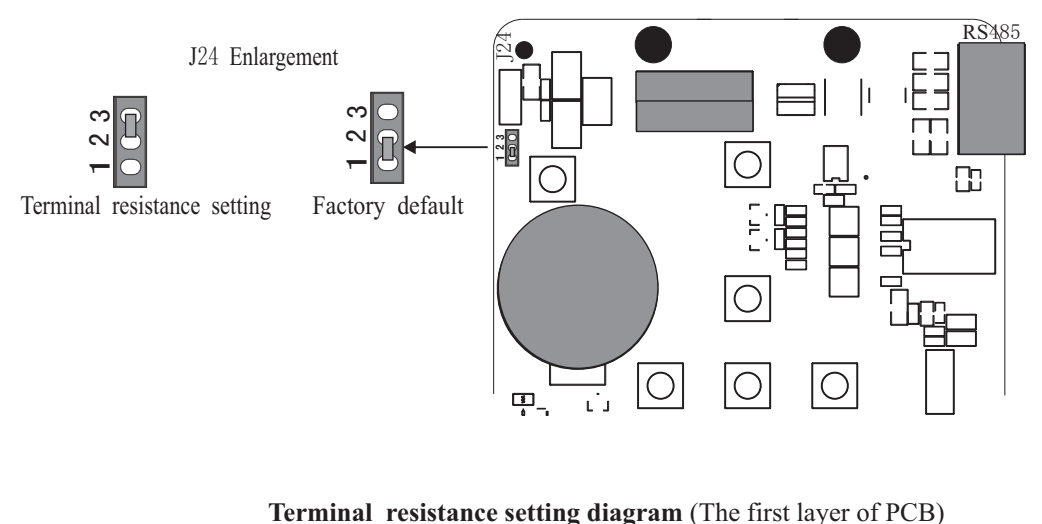 J24 Enlargement
1 2 3
1 2 3
Terminal resistance setting
Factory default
J24
1 2 3
RS485
Terminal resistance setting diagram (The first layer of PCB)